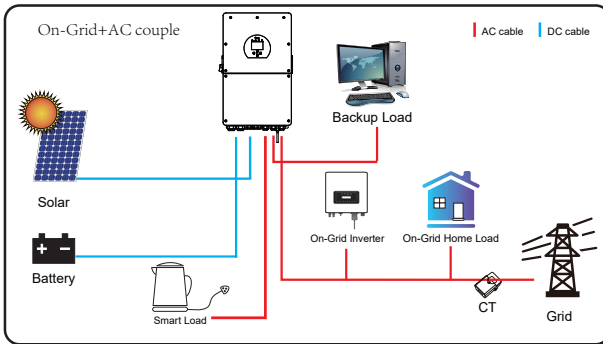 On-Grid+AC couple
AC cable
DC cable
Backup Load
Solar
On-Grid Inverter
On-Grid Home Load
Battery
Smart Load
CT
Grid